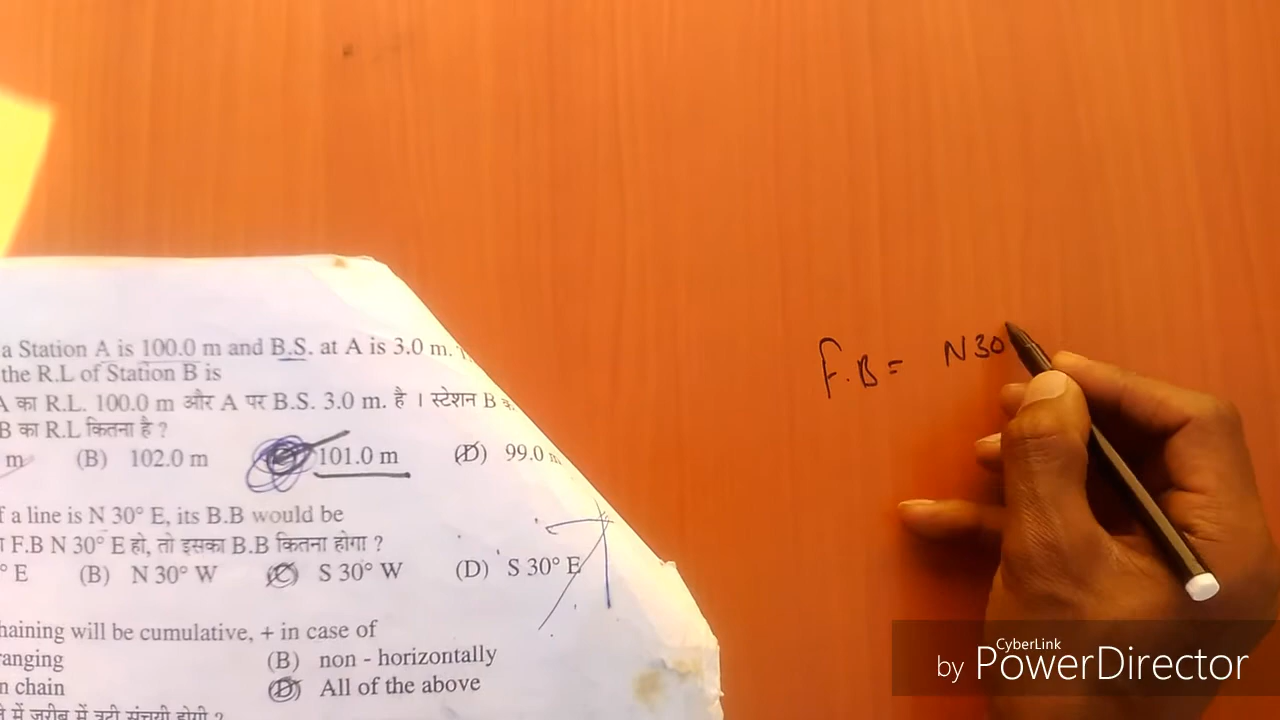 a Station A is 100.0 m and B.S. at A is 3.0 m.
the R.L of Station B is
A का R.L. 100.0 m और A पर B.S. 3.0 m. है । स्टेशन B
B का R.L कितना है ?
m (B) 102.0 m 101.0 m (D) 99.0
F.B = N30
f a line is N 30° E, its B.B would be
F.B N 30° E हो, तो इसका B.B कितना होगा ?
° E (B) N 30° W (C) S 30° W (D) S 30° E
haining will be cumulative, + in case of
anging (B) non - horizontally
n chain (D) All of the above
में जरीब में त्रुटी संचयी होगी ?
CyberLink
by PowerDirector